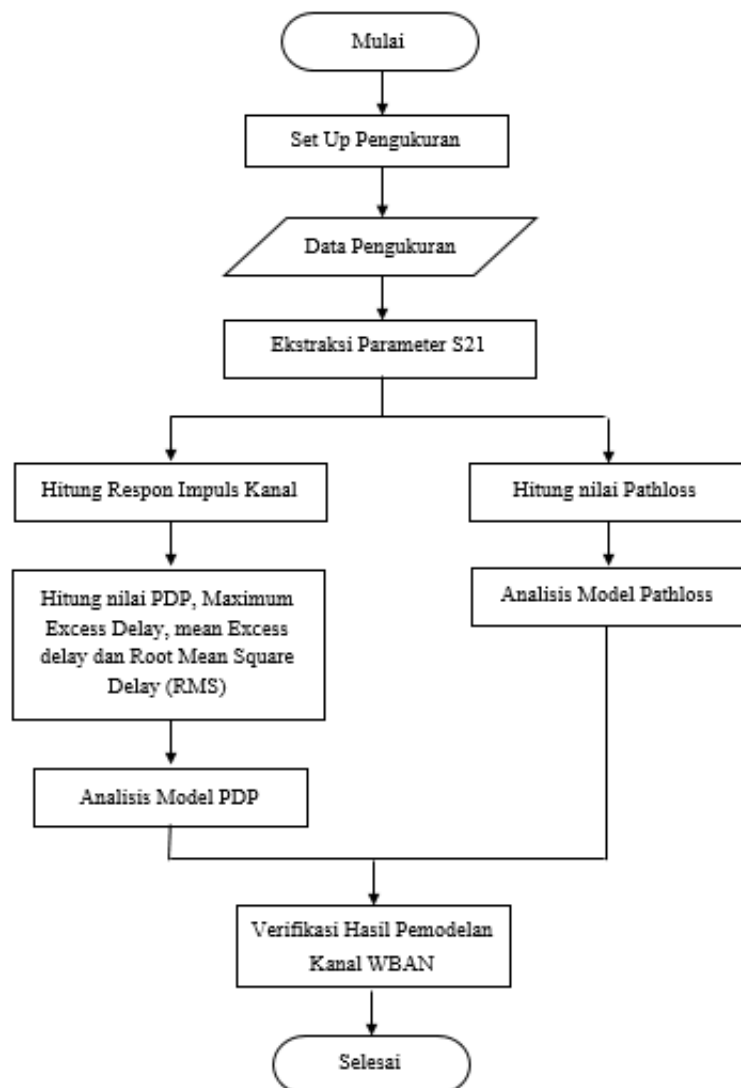 Mulai
Set Up Pengukuran
Data Pengukuran
Ekstraksi Parameter S21
Hitung Respon Impuls Kanal
Hitung nilai Pathloss
Hitung nilai PDP, Maximum
Excess Delay, mean Excess
delay dan Root Mean Square
Delay (RMS)
Analisis Model Pathloss
Analisis Model PDP
Verifikasi Hasil Pemodelan
Kanal WBAN
Selesai